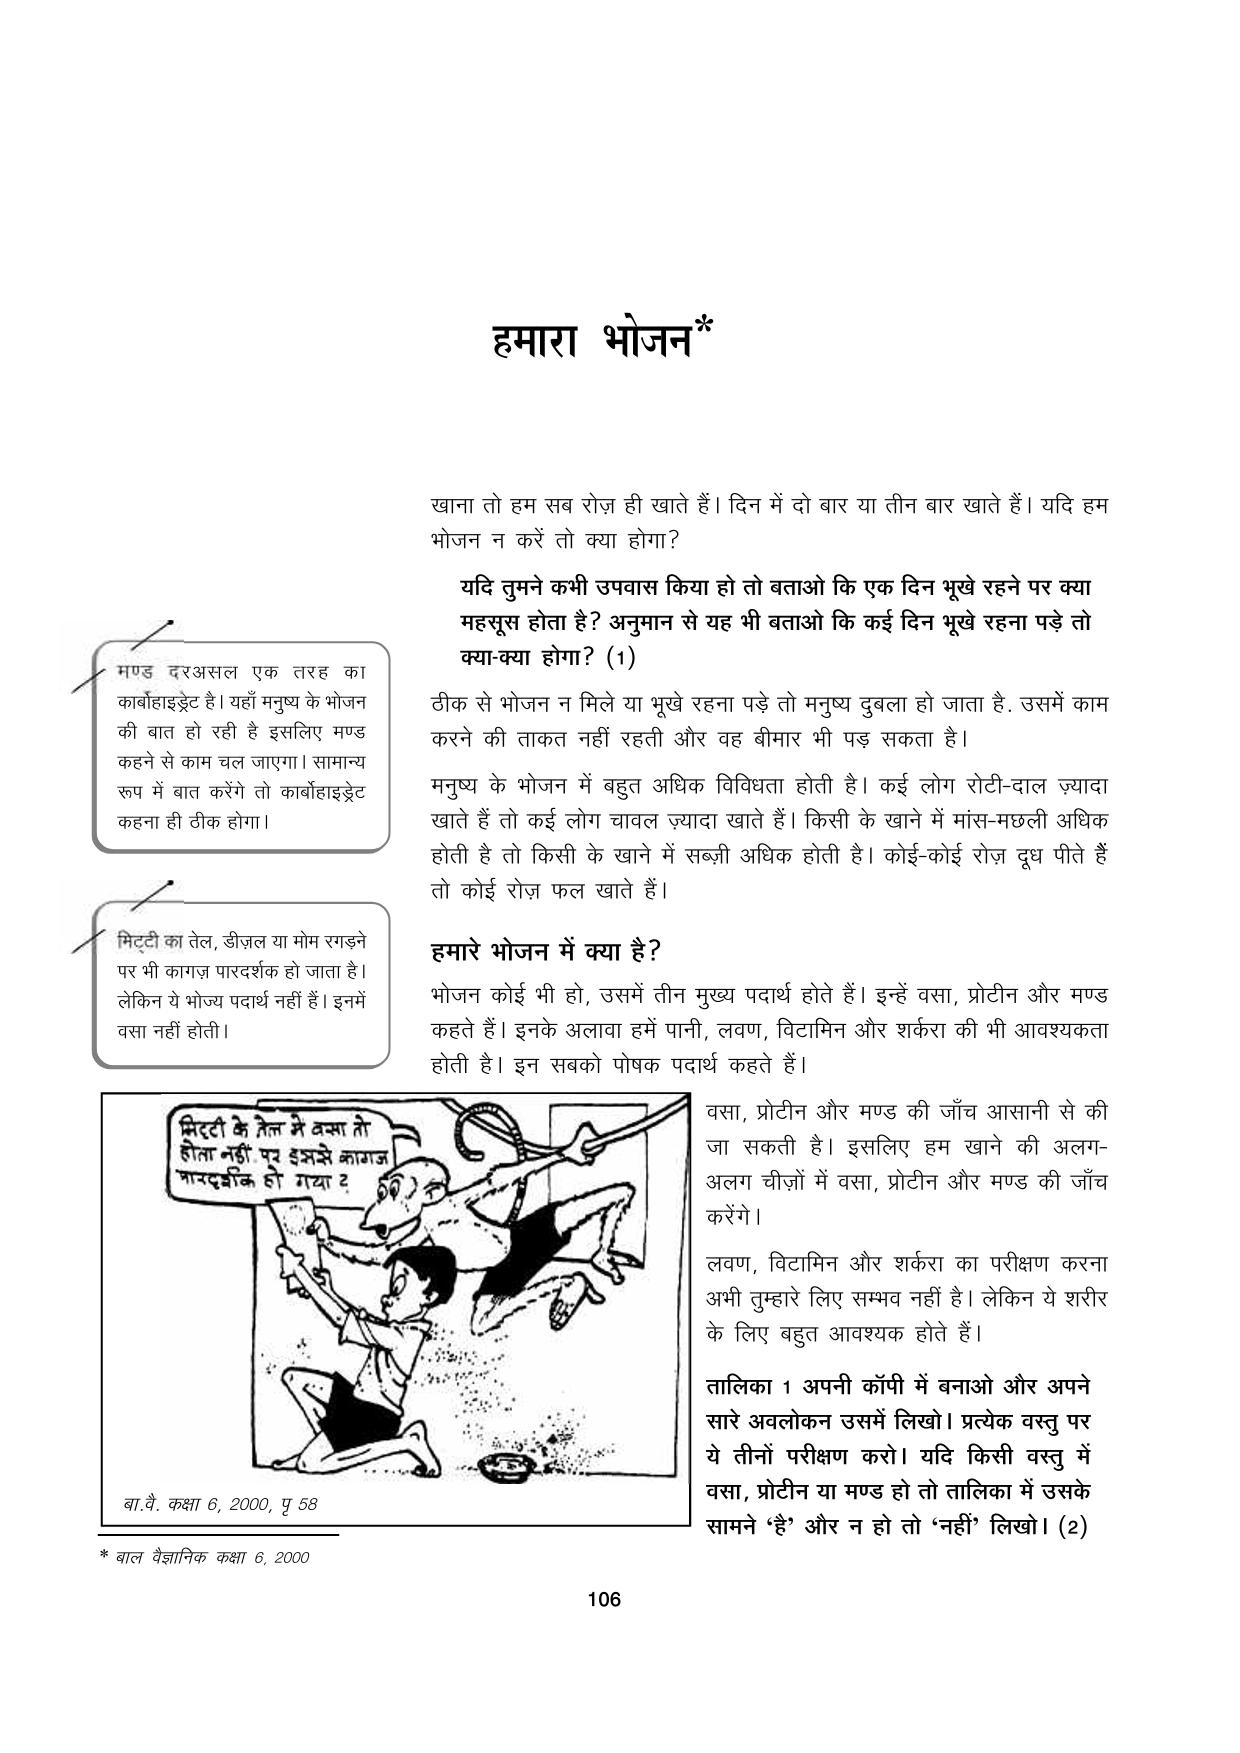 हमारा भोजन*
खाना तो हम सब रोज़ ही खाते हैं। दिन में दो बार या तीन बार खाते हैं। यदि हम
भोजन न करें तो क्या होगा?
यदि तुमने कभी उपवास किया हो तो बताओ कि एक दिन भूखे रहने पर क्या
महसूस होता है? अनुमान से यह भी बताओ कि कई दिन भूखे रहना पड़े तो
क्या-क्या होगा? (1)
मण्ड दरअसल एक तरह का
कार्बोहाइड्रेट है। यहाँ मनुष्य के भोजन
की बात हो रही है इसलिए मण्ड
कहने से काम चल जाएगा। सामान्य
रूप में बात करेंगे तो कार्बोहाइड्रेट
कहना ही ठीक होगा।
ठीक से भोजन न मिले या भूखे रहना पड़े तो मनुष्य दुबला हो जाता है. उसमें काम
करने की ताकत नहीं रहती और वह बीमार भी पड़ सकता है।
मनुष्य के भोजन में बहुत अधिक विविधता होती है। कई लोग रोटी-दाल ज़्यादा
खाते हैं तो कई लोग चावल ज़्यादा खाते हैं। किसी के खाने में मांस-मछली अधिक
होती है तो किसी के खाने में सब्ज़ी अधिक होती है। कोई-कोई रोज़ दूध पीते हैं
तो कोई रोज़ फल खाते हैं।
मिट्टी का तेल, डीज़ल या मोम रगड़ने
पर भी कागज़ पारदर्शक हो जाता है।
लेकिन ये भोज्य पदार्थ नहीं हैं। इनमें
वसा नहीं होती।
हमारे भोजन में क्या है?
भोजन कोई भी हो, उसमें तीन मुख्य पदार्थ होते हैं। इन्हें वसा, प्रोटीन और मण्ड
कहते हैं। इनके अलावा हमें पानी, लवण, विटामिन और शर्करा की भी आवश्यकता
होती है। इन सबको पोषक पदार्थ कहते हैं।
मिट्टी के तेल में वसा तो
होता नहीं. पर इससे कागज
पारदर्शक हो गया?
बा.वै. कक्षा 6, 2000, पृ 58
वसा, प्रोटीन और मण्ड की जाँच आसानी से की
जा सकती है। इसलिए हम खाने की अलग-
अलग चीज़ों में वसा, प्रोटीन और मण्ड की जाँच
करेंगे।
लवण, विटामिन और शर्करा का परीक्षण करना
अभी तुम्हारे लिए सम्भव नहीं है। लेकिन ये शरीर
के लिए बहुत आवश्यक होते हैं।
तालिका 1 अपनी कॉपी में बनाओ और अपने
सारे अवलोकन उसमें लिखो। प्रत्येक वस्तु पर
ये तीनों परीक्षण करो। यदि किसी वस्तु में
वसा, प्रोटीन या मण्ड हो तो तालिका में उसके
सामने ‘है’ और न हो तो ‘नहीं’ लिखो। (2)
* बाल वैज्ञानिक कक्षा 6, 2000
106